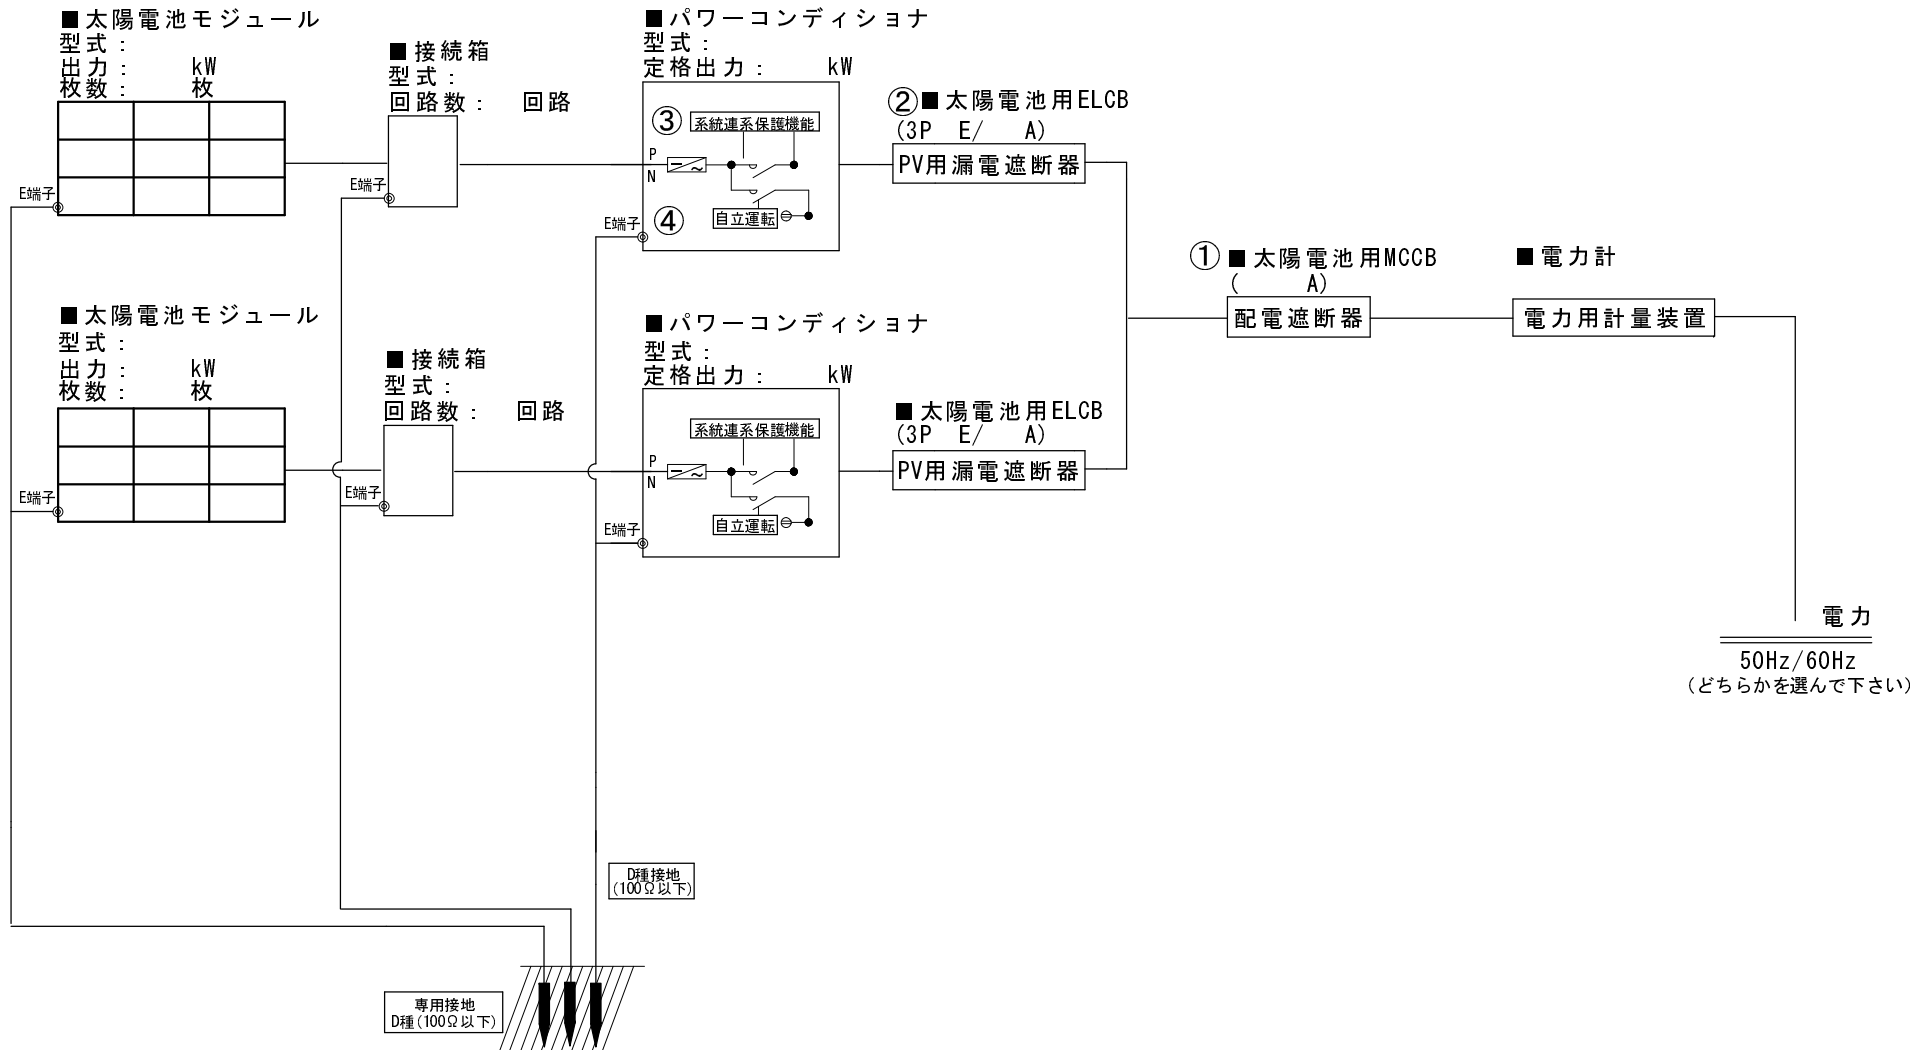 ■太陽電池モジュール
型式：
出力：　　kW
枚数：　　枚
E端子
■接続箱
型式：
回路数：　回路
E端子
■パワーコンディショナ
型式：
定格出力：　　kW
③
系統連系保護機能
P
N
自立運転
E端子
④
②■太陽電池用ELCB
(3P　E/　A)
PV用漏電遮断器
①■太陽電池用MCCB
(　　A)
配電遮断器
■電力計
電力用計量装置
■太陽電池モジュール
型式：
出力：　　kW
枚数：　　枚
E端子
■接続箱
型式：
回路数：　回路
E端子
■パワーコンディショナ
型式：
定格出力：　　kW
系統連系保護機能
P
N
自立運転
E端子
■太陽電池用ELCB
(3P　E/　A)
PV用漏電遮断器
電力
50Hz/60Hz
(どちらかを選んで下さい)
D種接地
(100Ω以下)
専用接地
D種(100Ω以下)